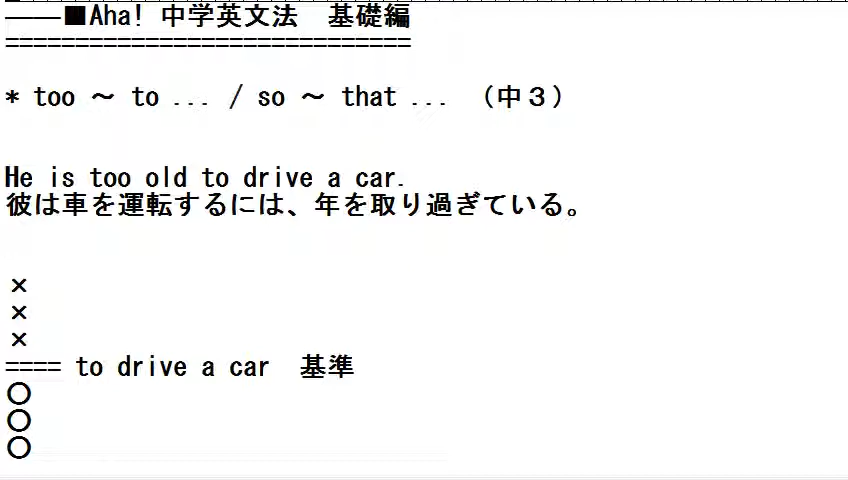 ――■Aha! 中学英文法　基礎編
=============================
* too ～ to ... / so ～ that ...　（中３）
He is too old to drive a car.
彼は車を運転するには、年を取り過ぎている。
×
×
×
==== to drive a car　基準
○
○
○